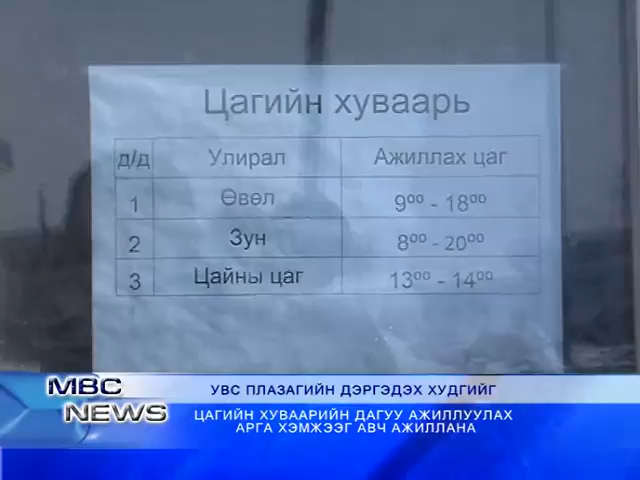 Цагийн хуваарь
д/д Улирал Ажиллах цаг
1 Өвөл 9⁰⁰ - 18⁰⁰
2 Зун 8⁰⁰ - 20⁰⁰
3 Цайны цаг 13⁰⁰ - 14⁰⁰
МВС NEWS
УВС ПЛАЗАГИЙН ДЭРГЭДЭХ ХУДГИЙГ
ЦАГИЙН ХУВААРИЙН ДАГУУ АЖИЛЛУУЛАХ
АРГА ХЭМЖЭЭГ АВЧ АЖИЛЛАНА